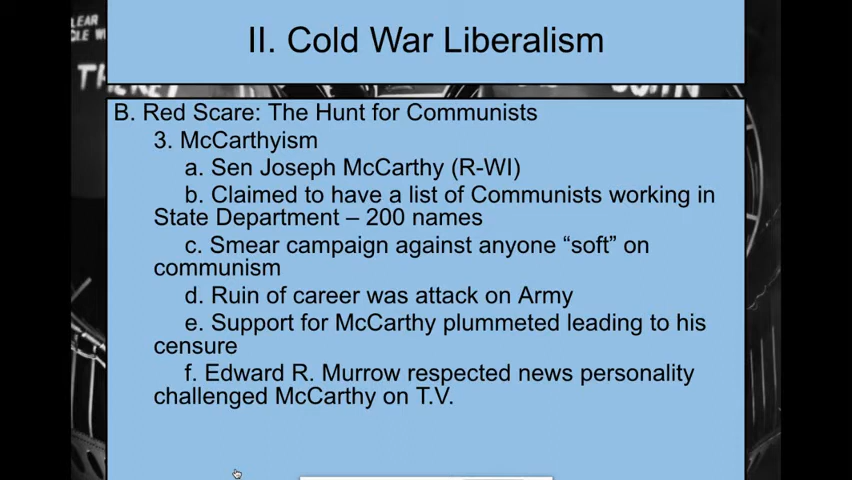 II. Cold War Liberalism
B. Red Scare: The Hunt for Communists
3. McCarthyism
a. Sen Joseph McCarthy (R-WI)
b. Claimed to have a list of Communists working in
State Department – 200 names
c. Smear campaign against anyone “soft” on
communism
d. Ruin of career was attack on Army
e. Support for McCarthy plummeted leading to his
censure
f. Edward R. Murrow respected news personality
challenged McCarthy on T.V.